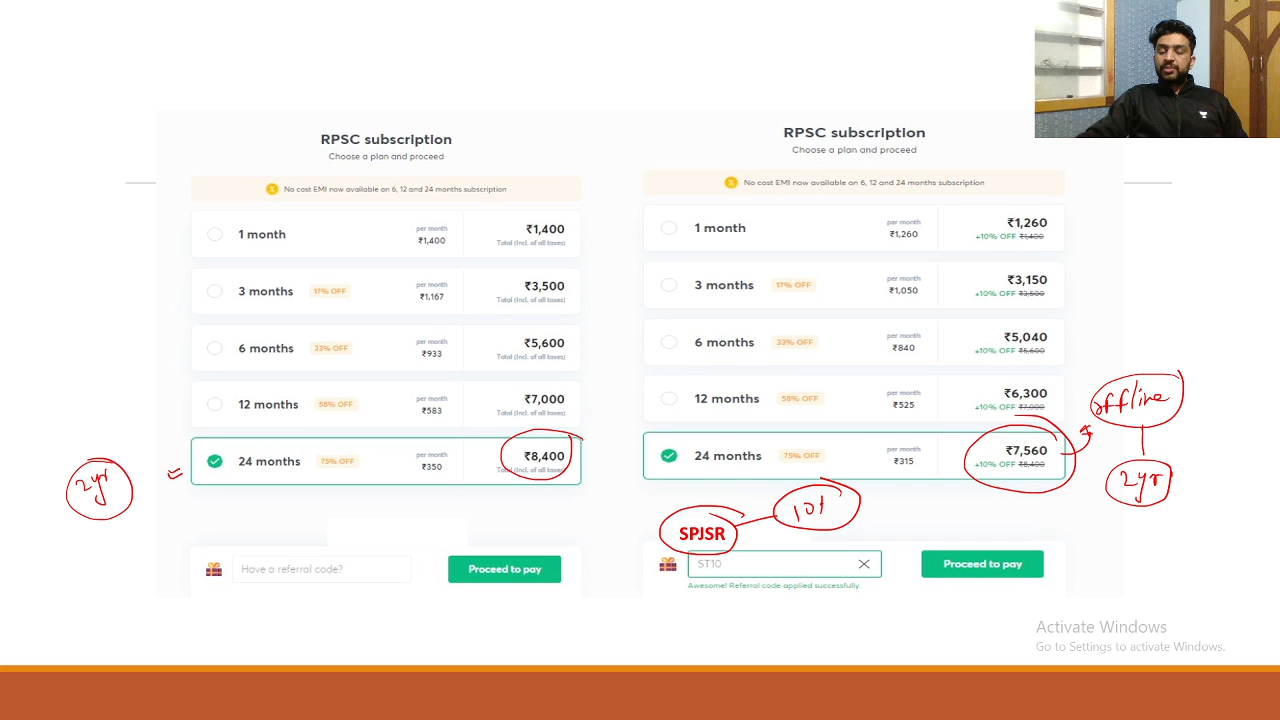 RPSC subscription
Choose a plan and proceed
No cost EMI now available on 6, 12 and 24 months subscription
1 month per month ₹1,400 ₹1,400 Total (Incl. of all taxes)
3 months 17% OFF per month ₹1,167 ₹3,500 Total (Incl. of all taxes)
6 months 33% OFF per month ₹933 ₹5,600 Total (Incl. of all taxes)
12 months 58% OFF per month ₹583 ₹7,000 Total (Incl. of all taxes)
2yr = 24 months 75% OFF per month ₹350 ₹8,400 Total (Incl. of all taxes)
Have a referral code? Proceed to pay
RPSC subscription
Choose a plan and proceed
No cost EMI now available on 6, 12 and 24 months subscription
1 month per month ₹1,260 ₹1,260 +10% OFF ₹1,400
3 months 17% OFF per month ₹1,050 ₹3,150 +10% OFF ₹3,500
6 months 33% OFF per month ₹840 ₹5,040 +10% OFF ₹5,600
12 months 58% OFF per month ₹525 ₹6,300 +10% OFF ₹7,000
offline
24 months 75% OFF per month ₹315 ₹7,560 +10% OFF ₹8,400
2yr
SPJSR
ST10 Proceed to pay
Awesome! Referral code applied successfully
Activate Windows
Go to Settings to activate Windows.